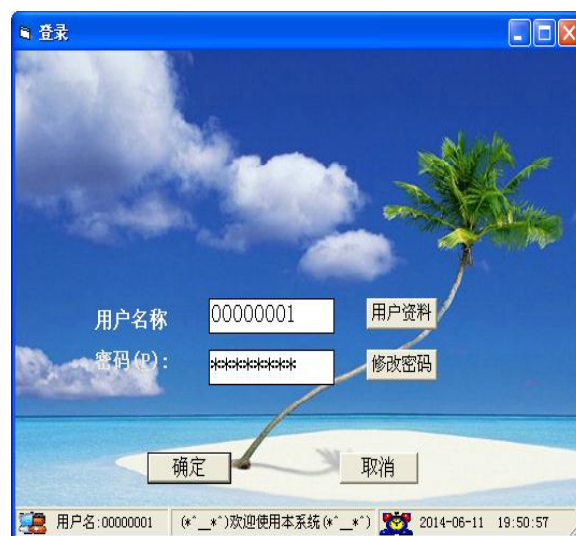 登录
用户名称 00000001 用户资料
密码(P): ******** 修改密码
确定 取消
用户名:00000001 (*^__*^)欢迎使用本系统(*^__*^) 2014-06-11 19:50:57